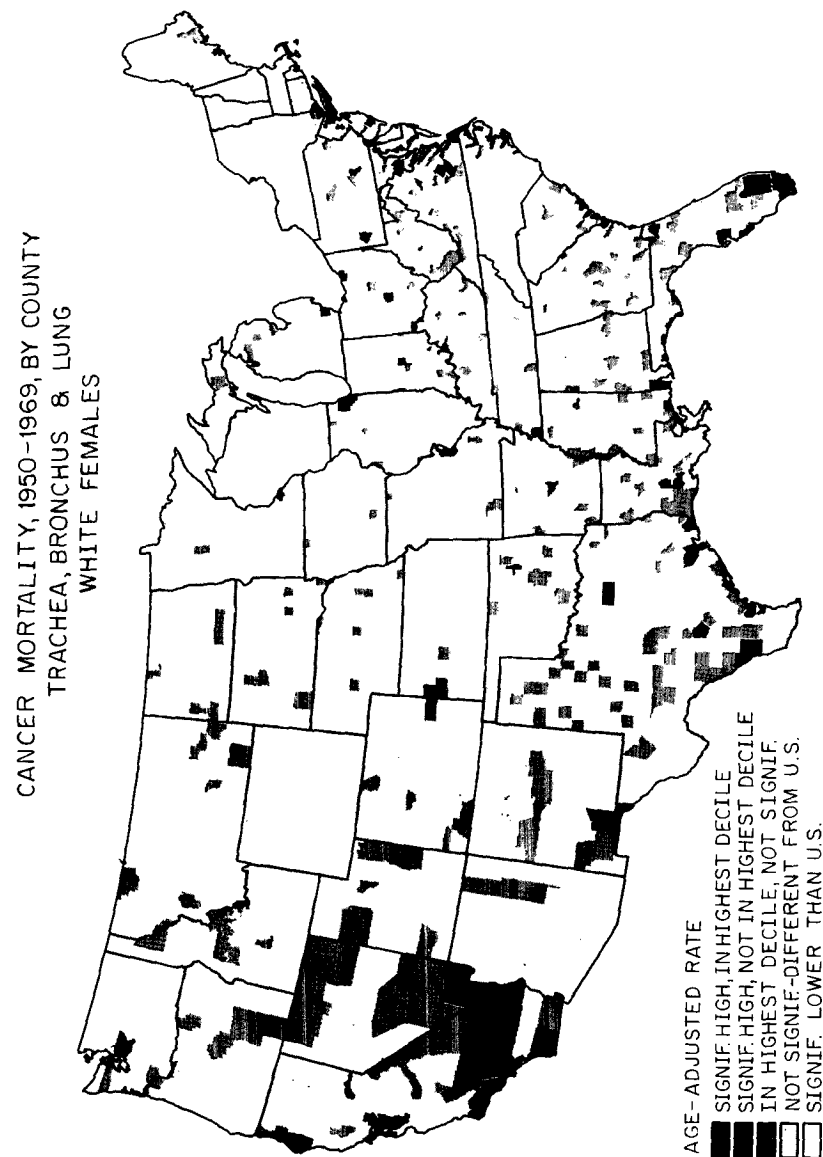 CANCER MORTALITY, 1950-1969, BY COUNTY
TRACHEA, BRONCHUS & LUNG
WHITE FEMALES
AGE-ADJUSTED RATE
SIGNIF. HIGH, IN HIGHEST DECILE
SIGNIF. HIGH, NOT IN HIGHEST DECILE
IN HIGHEST DECILE, NOT SIGNIF.
NOT SIGNIF. DIFFERENT FROM U.S.
SIGNIF. LOWER THAN U.S.